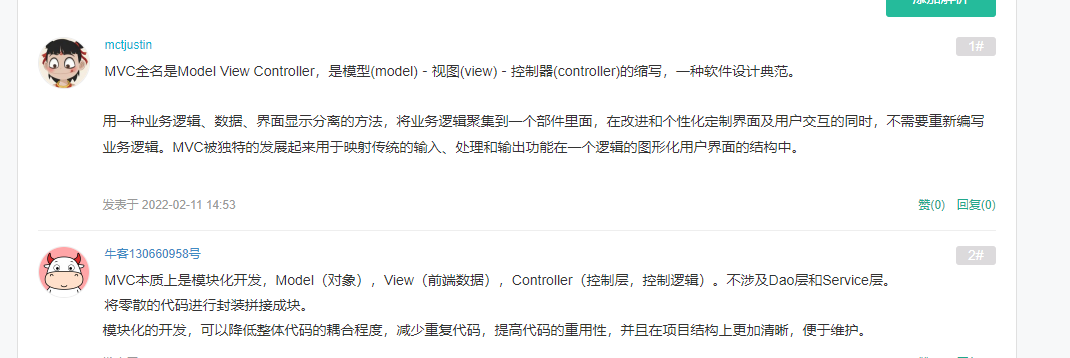 添加解析
mctjustin
1#
MVC全名是Model View Controller，是模型(model)－视图(view)－控制器(controller)的缩写，一种软件设计典范。
用一种业务逻辑、数据、界面显示分离的方法，将业务逻辑聚集到一个部件里面，在改进和个性化定制界面及用户交互的同时，不需要重新编写
业务逻辑。MVC被独特的发展起来用于映射传统的输入、处理和输出功能在一个逻辑的图形化用户界面的结构中。
发表于 2022-02-11 14:53
赞(0) 回复(0)
牛客130660958号
2#
MVC本质上是模块化开发，Model（对象），View（前端数据），Controller（控制层，控制逻辑）。不涉及Dao层和Service层。
将零散的代码进行封装拼接成块。
模块化的开发，可以降低整体代码的耦合程度，减少重复代码，提高代码的重用性，并且在项目结构上更加清晰，便于维护。